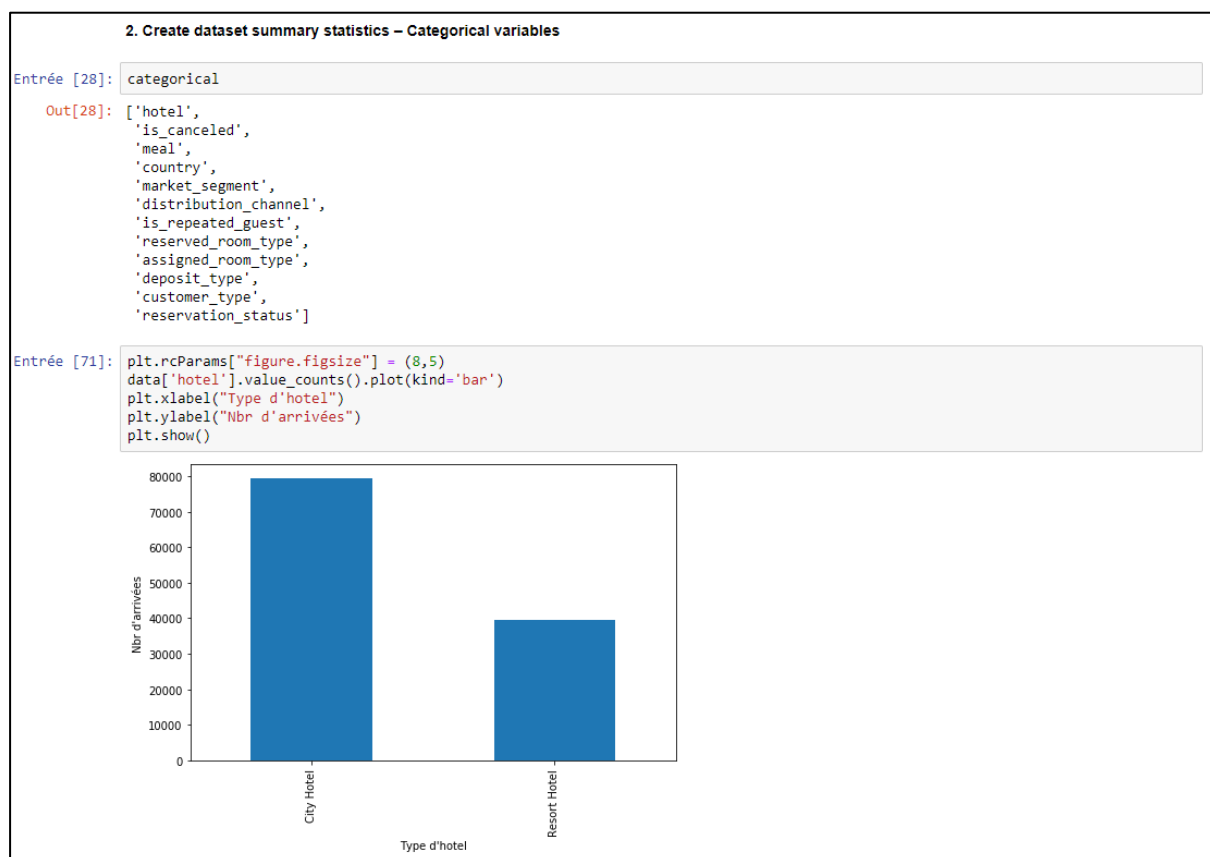 2. Create dataset summary statistics – Categorical variables
Entrée [28]: categorical
Out[28]: ['hotel',
'is_canceled',
'meal',
'country',
'market_segment',
'distribution_channel',
'is_repeated_guest',
'reserved_room_type',
'assigned_room_type',
'deposit_type',
'customer_type',
'reservation_status']
Entrée [71]: plt.rcParams["figure.figsize"] = (8,5)
data['hotel'].value_counts().plot(kind='bar')
plt.xlabel("Type d'hotel")
plt.ylabel("Nbr d'arrivées")
plt.show()
80000
70000
60000
50000
40000
30000
20000
10000
0
Nbr d'arrivées
City Hotel
Resort Hotel
Type d'hotel